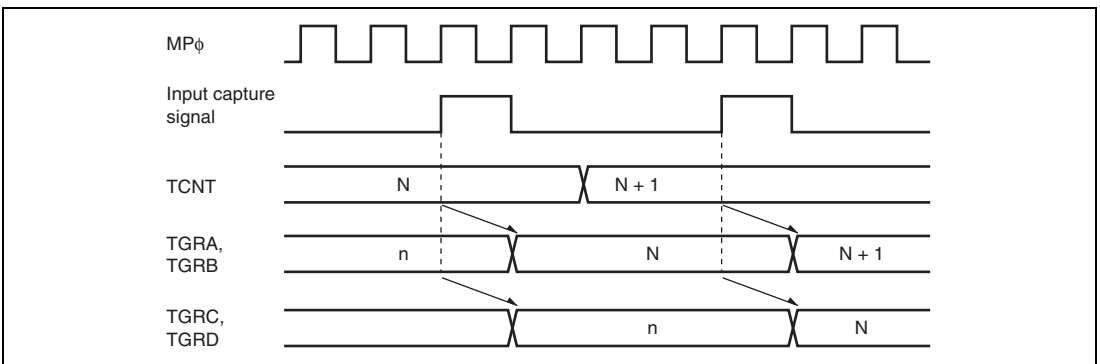 MPϕ
Input capture
signal
TCNT
N
N + 1
TGRA,
TGRB
n
N
N + 1
TGRC,
TGRD
n
N